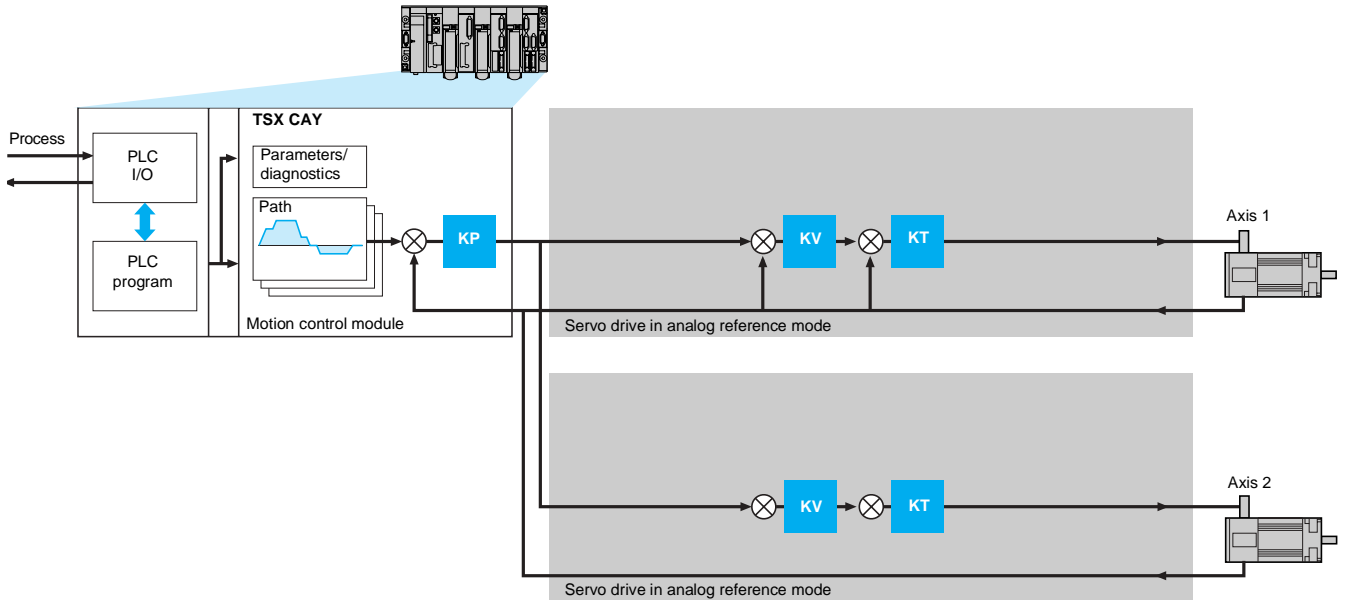 Process
PLC
I/O
PLC
program
TSX CAY
Parameters/
diagnostics
Path
KP
Motion control module
KV
KT
Axis 1
Servo drive in analog reference mode
KV
KT
Axis 2
Servo drive in analog reference mode